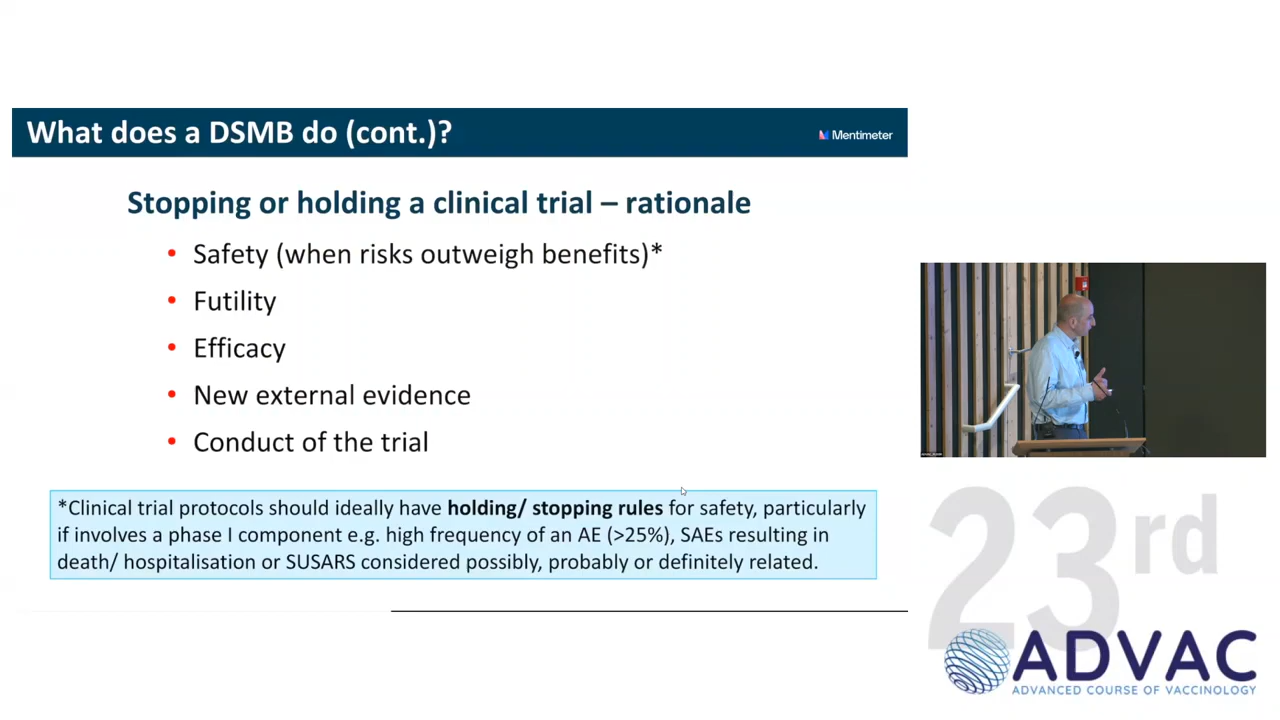 What does a DSMB do (cont.)?
Mentimeter
Stopping or holding a clinical trial – rationale
• Safety (when risks outweigh benefits)*
• Futility
• Efficacy
• New external evidence
• Conduct of the trial
*Clinical trial protocols should ideally have holding/ stopping rules for safety, particularly
if involves a phase I component e.g. high frequency of an AE (>25%), SAEs resulting in
death/ hospitalisation or SUSARS considered possibly, probably or definitely related.
23rd
ADVAC
ADVANCED COURSE OF VACCINOLOGY